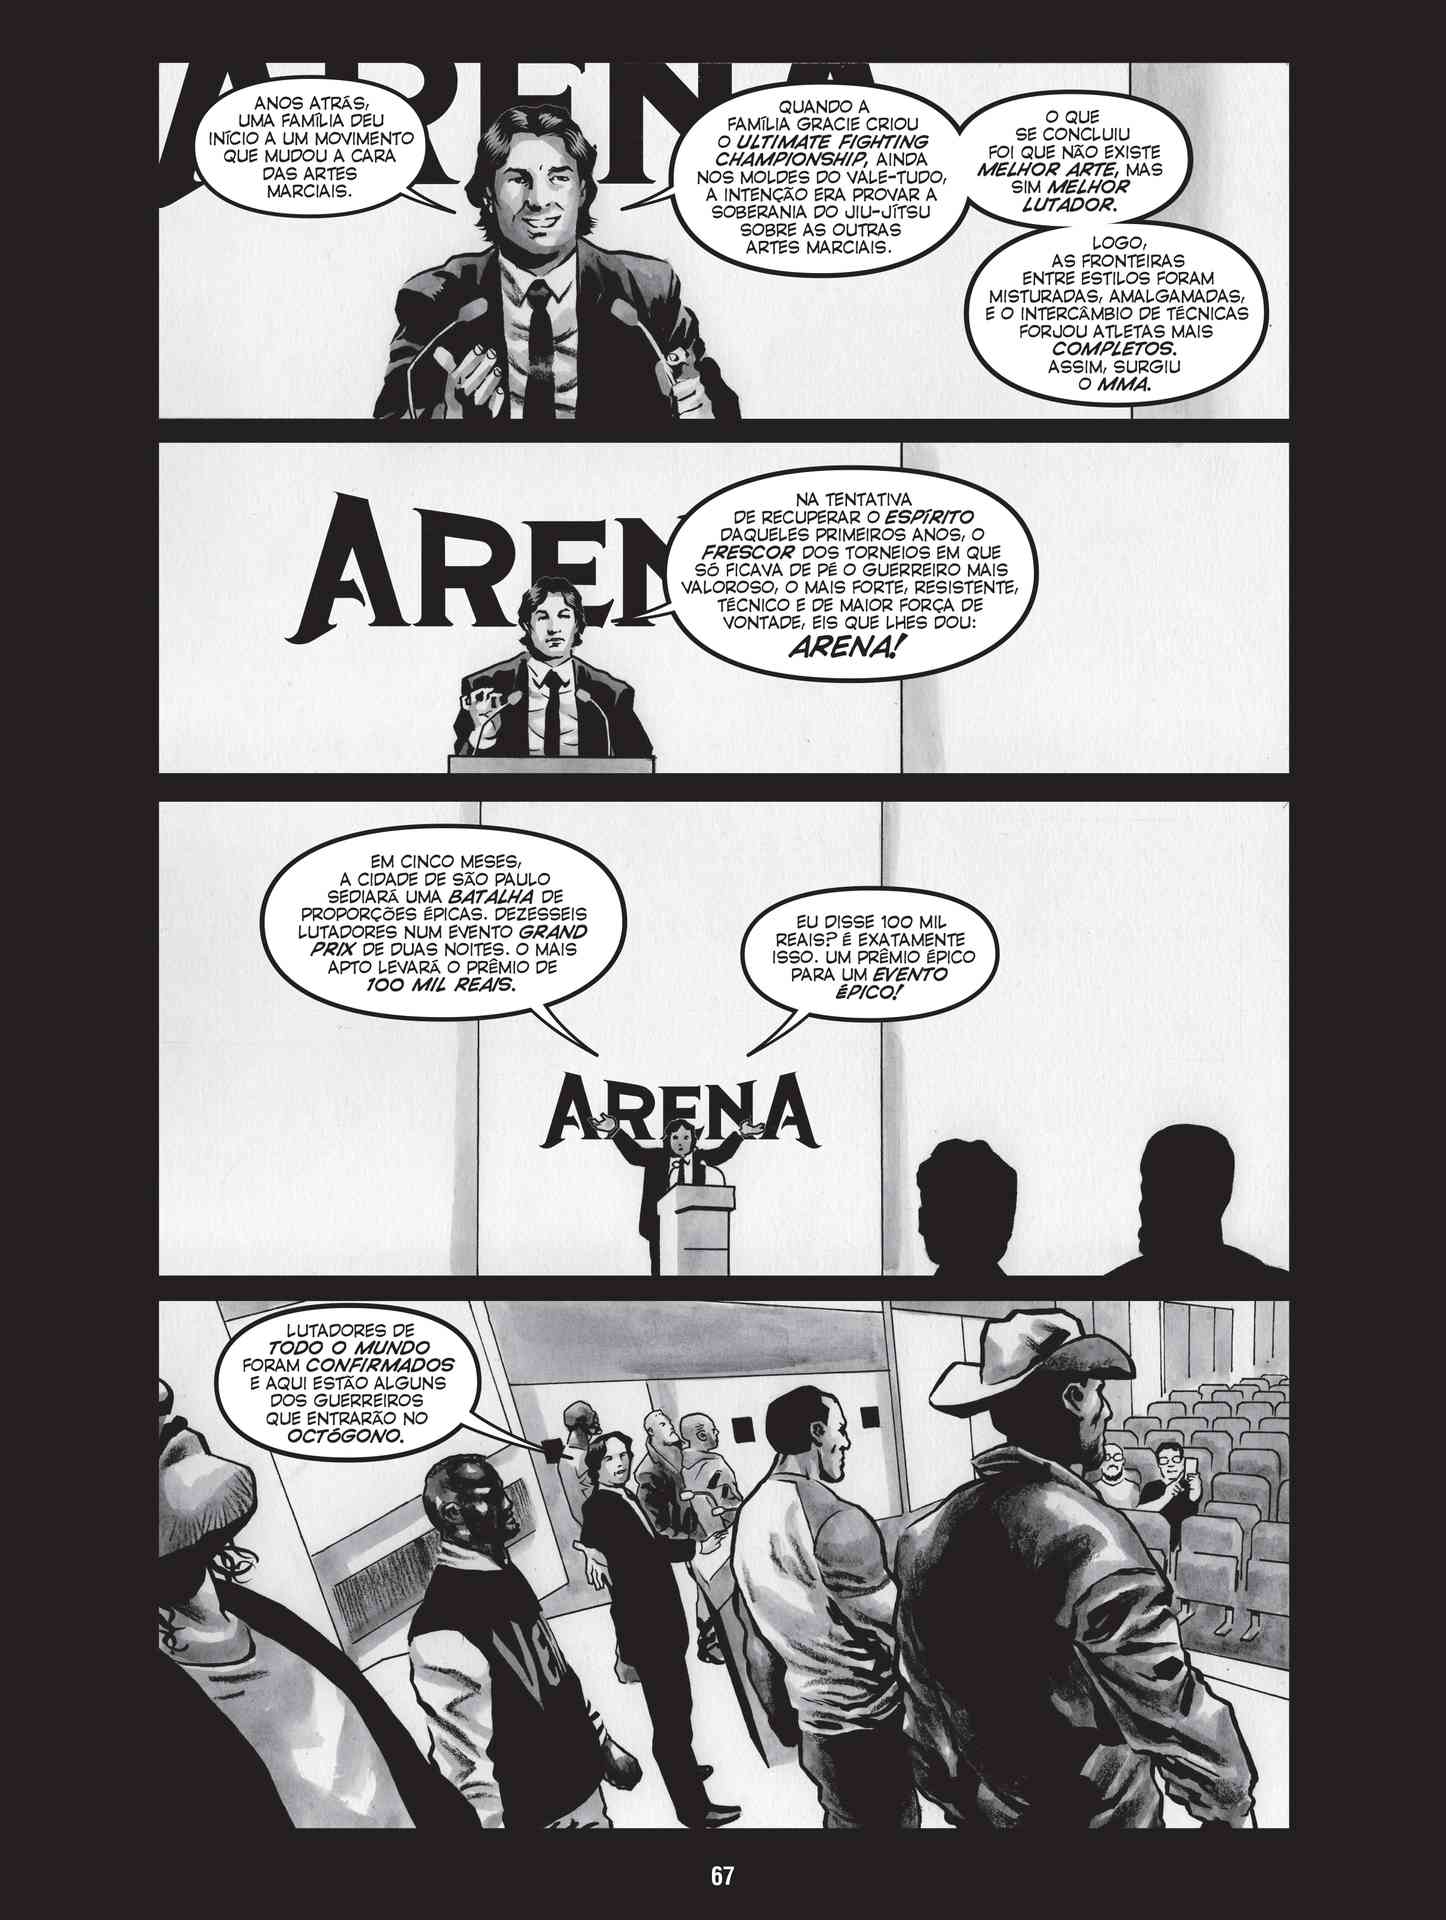 ARENA
ANOS ATRÁS,
UMA FAMÍLIA DEU
INÍCIO A UM MOVIMENTO
QUE MUDOU A CARA
DAS ARTES
MARCIAIS.
QUANDO A
FAMÍLIA GRACIE CRIOU
O ULTIMATE FIGHTING
CHAMPIONSHIP, AINDA
NOS MOLDES DO VALE-TUDO,
A INTENÇÃO ERA PROVAR A
SOBERANIA DO JIU-JÍTSU
SOBRE AS OUTRAS
ARTES MARCIAIS.
O QUE
SE CONCLUIU
FOI QUE NÃO EXISTE
MELHOR ARTE, MAS
SIM MELHOR
LUTADOR.
LOGO,
AS FRONTEIRAS
ENTRE ESTILOS FORAM
MISTURADAS, AMALGAMADAS,
E O INTERCÂMBIO DE TÉCNICAS
FORJOU ATLETAS MAIS
COMPLETOS.
ASSIM, SURGIU
O MMA.
AREN
NA TENTATIVA
DE RECUPERAR O ESPÍRITO
DAQUELES PRIMEIROS ANOS, O
FRESCOR DOS TORNEIOS EM QUE
SÓ FICAVA DE PÉ O GUERREIRO MAIS
VALOROSO, O MAIS FORTE, RESISTENTE,
TÉCNICO E DE MAIOR FORÇA DE
VONTADE, EIS QUE LHES DOU:
ARENA!
EM CINCO MESES,
A CIDADE DE SÃO PAULO
SEDIARÁ UMA BATALHA DE
PROPORÇÕES ÉPICAS. DEZESSEIS
LUTADORES NUM EVENTO GRAND
PRIX DE DUAS NOITES. O MAIS
APTO LEVARÁ O PRÊMIO DE
100 MIL REAIS.
EU DISSE 100 MIL
REAIS? É EXATAMENTE
ISSO. UM PRÊMIO ÉPICO
PARA UM EVENTO
ÉPICO!
ARENA
LUTADORES DE
TODO O MUNDO
FORAM CONFIRMADOS
E AQUI ESTÃO ALGUNS
DOS GUERREIROS
QUE ENTRARÃO NO
OCTÓGONO.
67